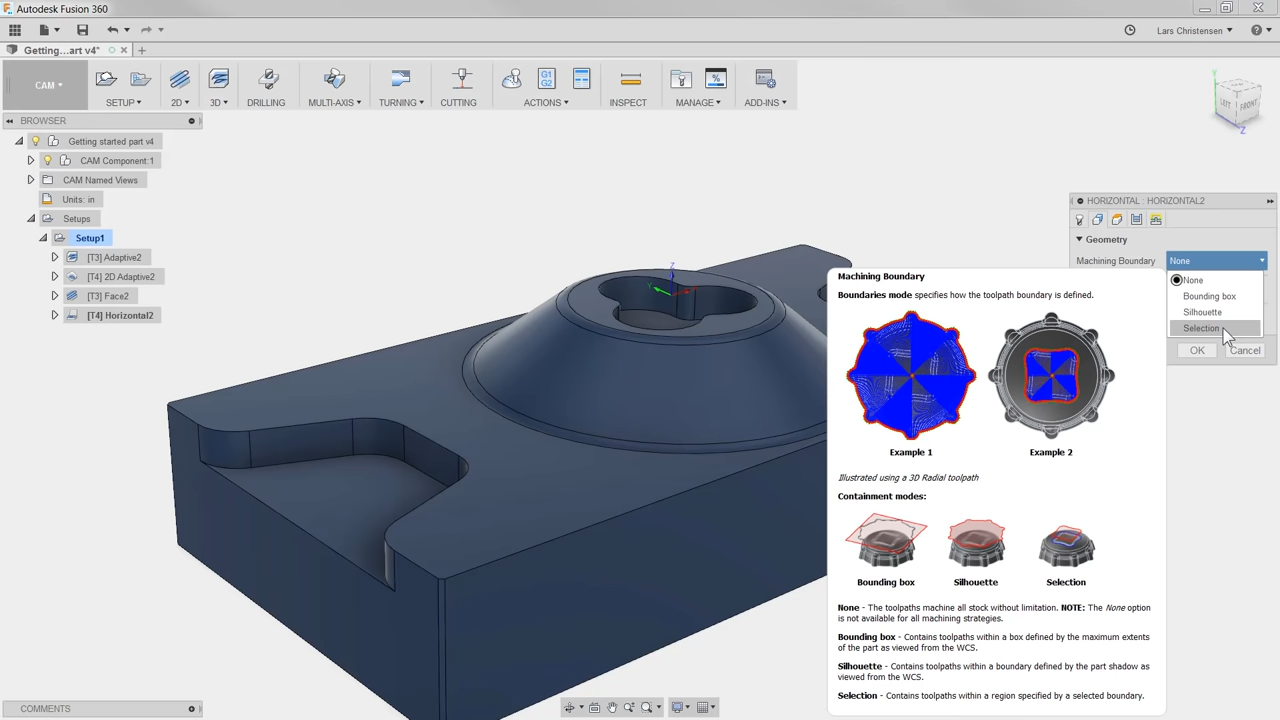 Autodesk Fusion 360
Lars Christensen
Getting...art v4*
CAM
SETUP
2D
3D
DRILLING
MULTI-AXIS
TURNING
CUTTING
G1
G2
ACTIONS
INSPECT
MANAGE
ADD-INS
BROWSER
Getting started part v4
CAM Component:1
CAM Named Views
Units: in
Setups
Setup1
[T3] Adaptive2
[T4] 2D Adaptive2
[T3] Face2
[T4] Horizontal2
Y
LEFT
FRONT
Z
Z
Y
HORIZONTAL : HORIZONTAL2
Geometry
Machining Boundary
None
None
Bounding box
Silhouette
Selection
OK
Cancel
Machining Boundary
Boundaries mode specifies how the toolpath boundary is defined.
Example 1
Example 2
Illustrated using a 3D Radial toolpath
Containment modes:
Bounding box
Silhouette
Selection
None - The toolpaths machine all stock without limitation. NOTE: The None option
is not available for all machining strategies.
Bounding box - Contains toolpaths within a box defined by the maximum extents
of the part as viewed from the WCS.
Silhouette - Contains toolpaths within a boundary defined by the part shadow as
viewed from the WCS.
Selection - Contains toolpaths within a region specified by a selected boundary.
COMMENTS